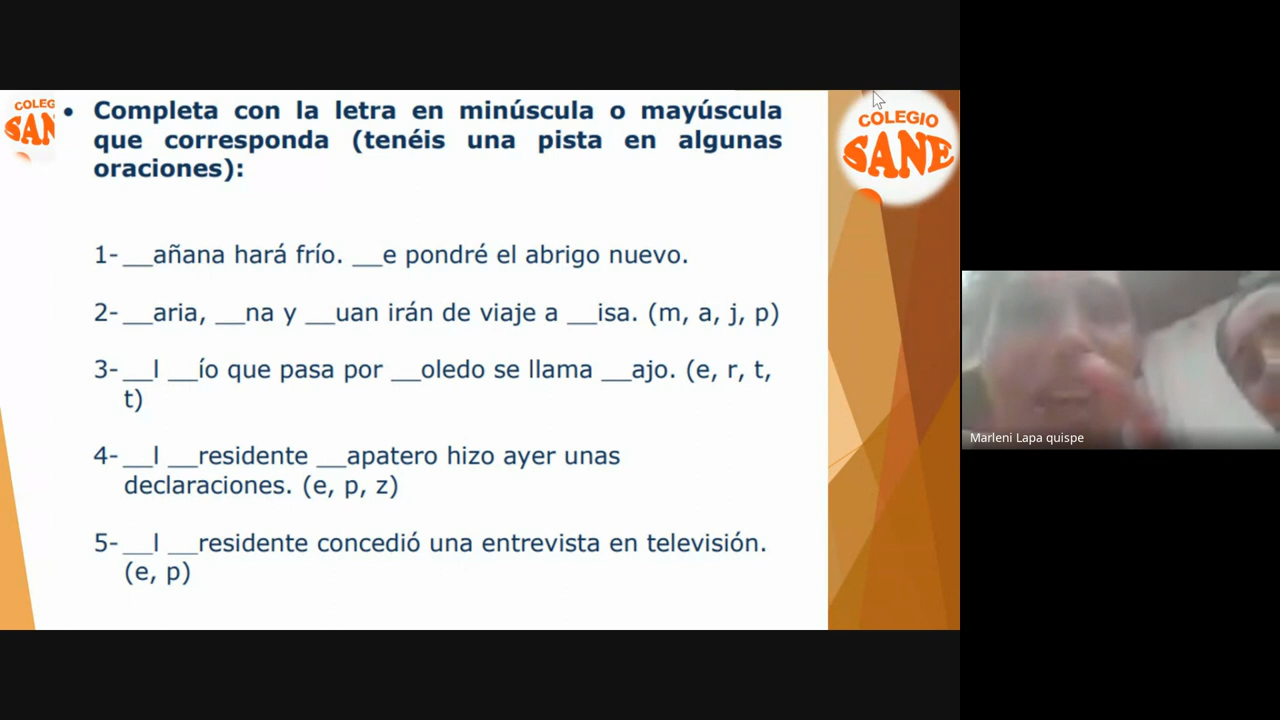 COLEG
SAN
• Completa con la letra en minúscula o mayúscula
que corresponda (tenéis una pista en algunas
oraciones):
1- __añana hará frío. __e pondré el abrigo nuevo.
2- __aria, __na y __uan irán de viaje a __isa. (m, a, j, p)
3- __l __ío que pasa por __oledo se llama __ajo. (e, r, t,
t)
4- __l __residente __apatero hizo ayer unas
declaraciones. (e, p, z)
5- __l __residente concedió una entrevista en televisión.
(e, p)
COLEGIO
SANE
Marleni Lapa quispe